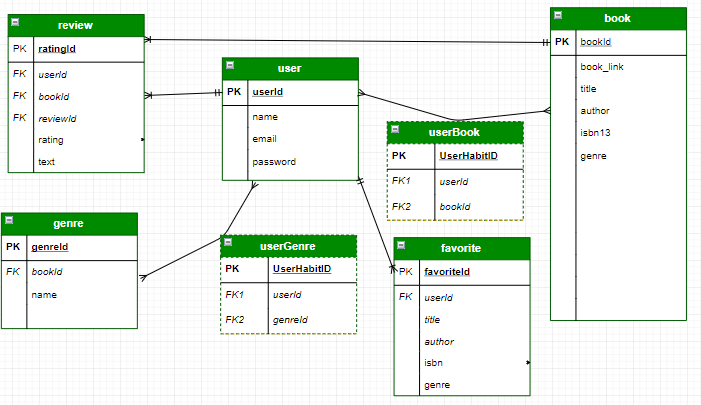 review
PK ratingId
FK userId
FK bookId
FK reviewId
rating
text
user
PK userId
name
email
password
book
PK bookId
book_link
title
author
isbn13
genre
userBook
PK UserHabitID
FK1 userId
FK2 bookId
genre
PK genreId
FK bookId
name
userGenre
PK UserHabitID
FK1 userId
FK2 genreId
favorite
PK favoriteId
FK userId
title
author
isbn
genre